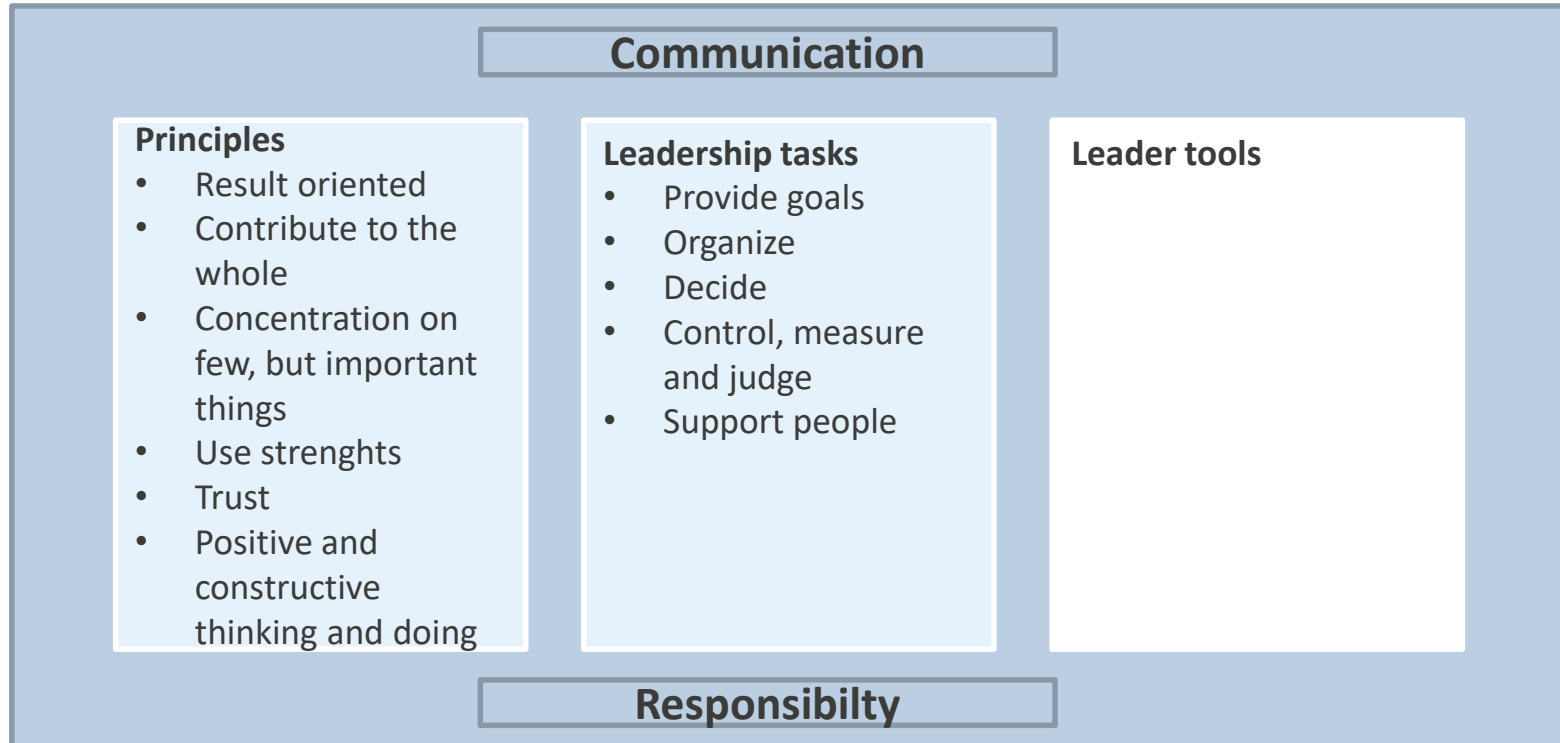 Communication
Principles
• Result oriented
• Contribute to the
whole
• Concentration on
few, but important
things
• Use strenghts
• Trust
• Positive and
constructive
thinking and doing
Leadership tasks
• Provide goals
• Organize
• Decide
• Control, measure
and judge
• Support people
Leader tools
Responsibilty